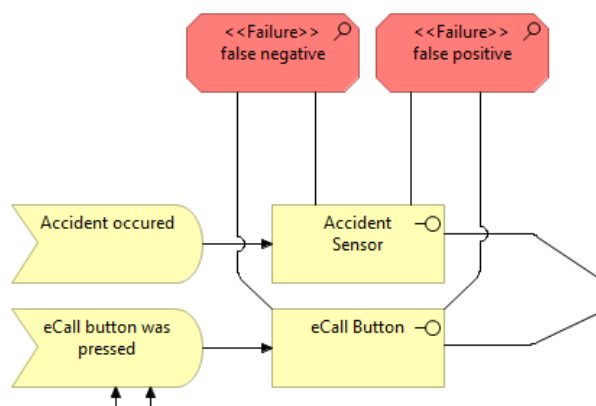 <<Failure>>
false negative
<<Failure>>
false positive
Accident occured
Accident
Sensor
eCall button was
pressed
eCall Button